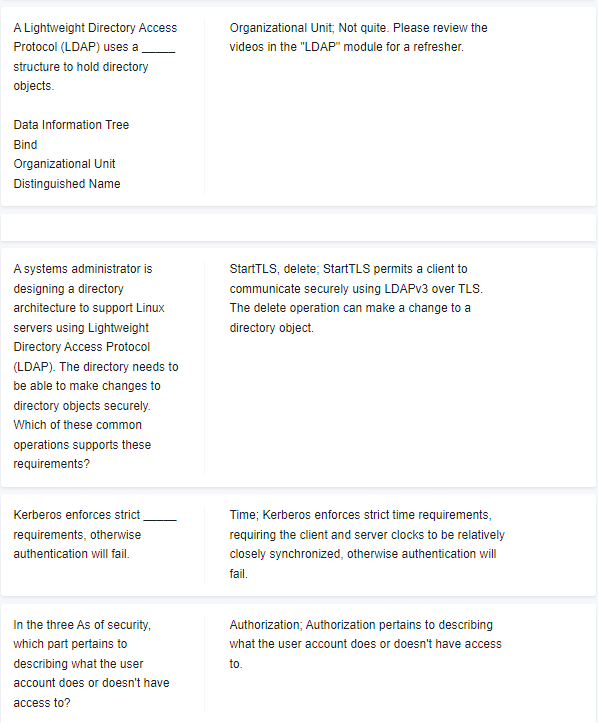 A Lightweight Directory Access
Protocol (LDAP) uses a _____
structure to hold directory
objects.
Data Information Tree
Bind
Organizational Unit
Distinguished Name
Organizational Unit; Not quite. Please review the
videos in the "LDAP" module for a refresher.
A systems administrator is
designing a directory
architecture to support Linux
servers using Lightweight
Directory Access Protocol
(LDAP). The directory needs to
be able to make changes to
directory objects securely.
Which of these common
operations supports these
requirements?
StartTLS, delete; StartTLS permits a client to
communicate securely using LDAPv3 over TLS.
The delete operation can make a change to a
directory object.
Kerberos enforces strict _____
requirements, otherwise
authentication will fail.
Time; Kerberos enforces strict time requirements,
requiring the client and server clocks to be relatively
closely synchronized, otherwise authentication will
fail.
In the three As of security,
which part pertains to
describing what the user
account does or doesn't have
access to?
Authorization; Authorization pertains to describing
what the user account does or doesn't have access
to.